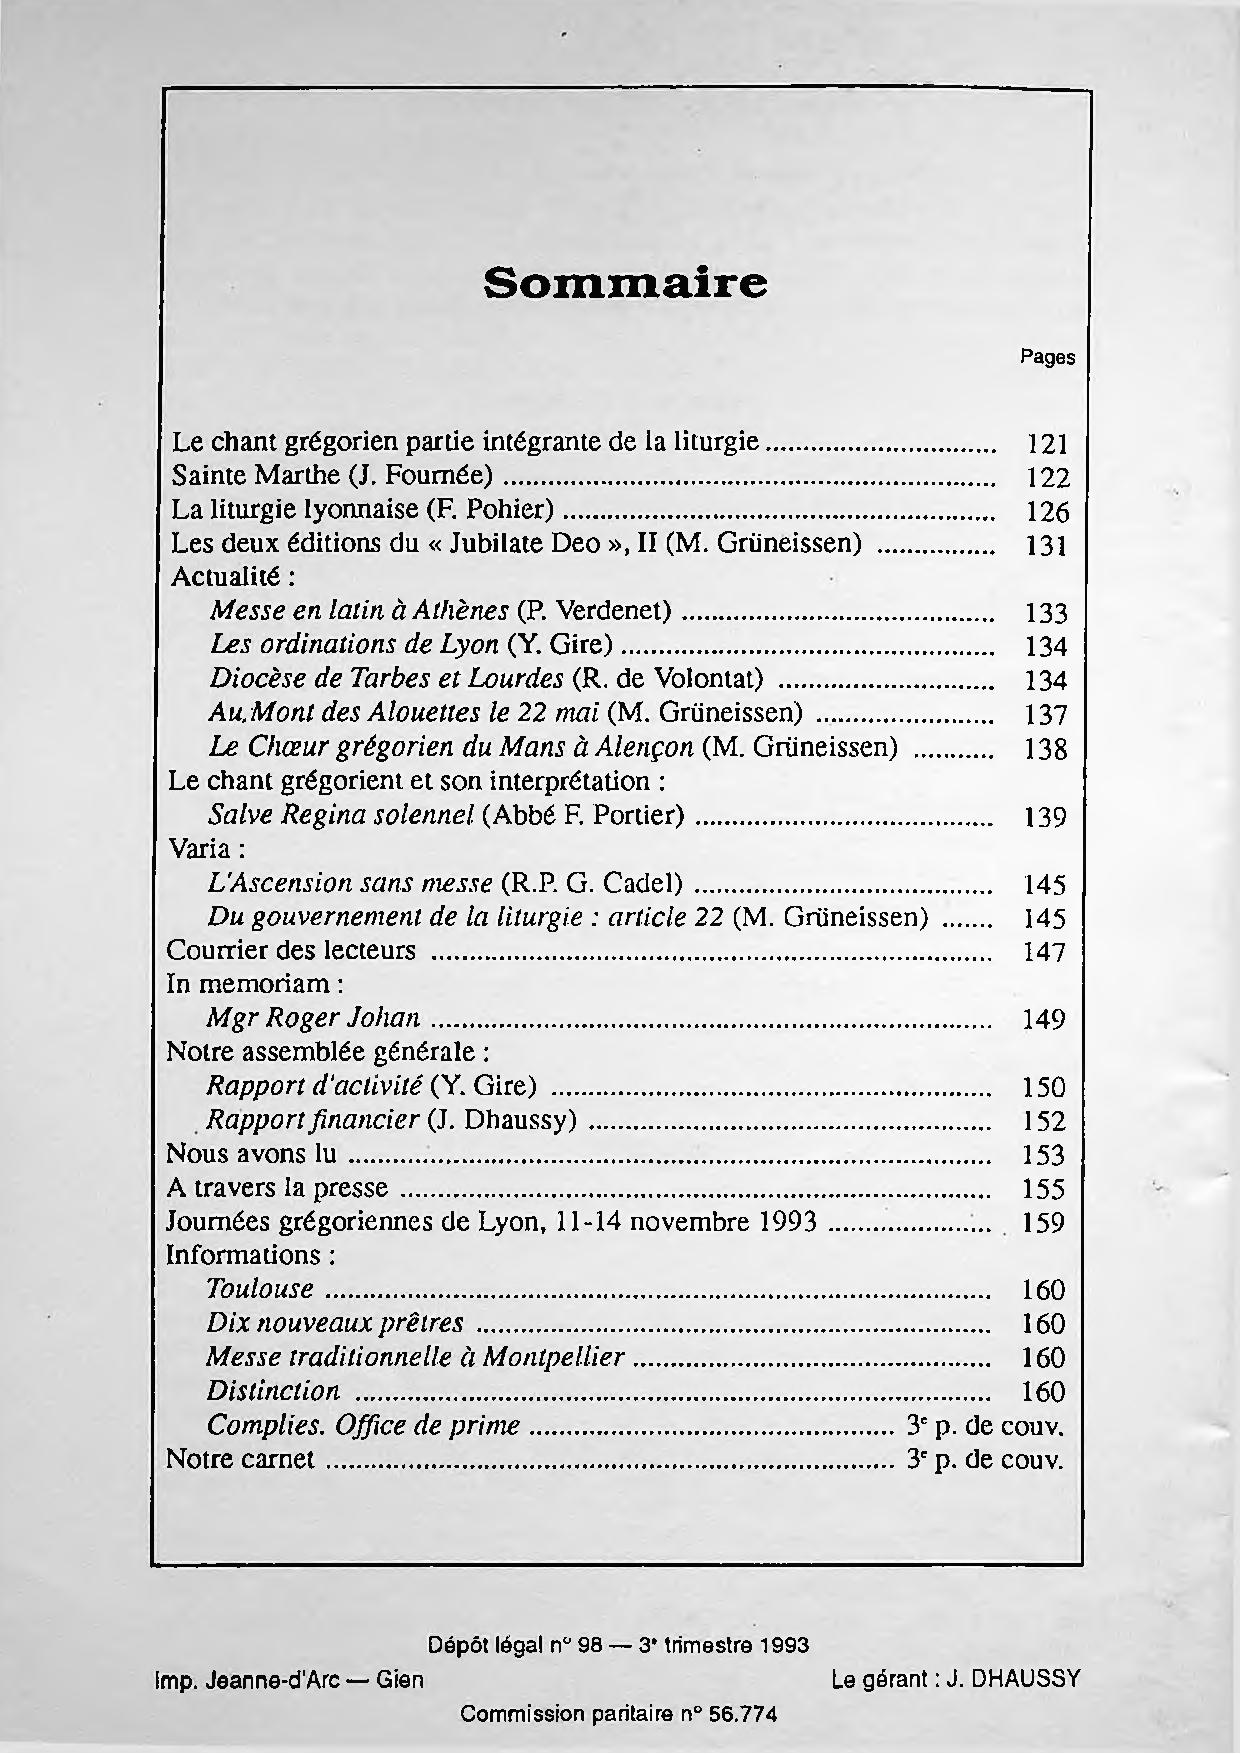 Sommaire
Pages
Le chant grégorien partie intégrante de la liturgie ............................... 121
Sainte Marthe (J. Fournée) .................................................................. 122
La liturgie lyonnaise (F. Pohier) .......................................................... 126
Les deux éditions du « Jubilate Deo », II (M. Grüneissen) ................ 131
Actualité :
Messe en latin à Athènes (P. Verdenet) .......................................... 133
Les ordinations de Lyon (Y. Gire) .................................................. 134
Diocèse de Tarbes et Lourdes (R. de Volontat) ............................. 134
Au Mont des Alouettes le 22 mai (M. Grüneissen) ........................ 137
Le Chœur grégorien du Mans à Alençon (M. Grüneissen) ........... 138
Le chant grégorient et son interprétation :
Salve Regina solennel (Abbé F. Portier) ........................................ 139
Varia :
L'Ascension sans messe (R.P. G. Cadel) ........................................ 145
Du gouvernement de la liturgie : article 22 (M. Grüneissen) ....... 145
Courrier des lecteurs ........................................................................... 147
In memoriam :
Mgr Roger Johan ........................................................................... 149
Notre assemblée générale :
Rapport d'activité (Y. Gire) ........................................................... 150
Rapport financier (J. Dhaussy) ...................................................... 152
Nous avons lu ...................................................................................... 153
A travers la presse ............................................................................... 155
Journées grégoriennes de Lyon, 11-14 novembre 1993 ...................... 159
Informations :
Toulouse ......................................................................................... 160
Dix nouveaux prêtres ..................................................................... 160
Messe traditionnelle à Montpellier ................................................ 160
Distinction ..................................................................................... 160
Complies. Office de prime ................................................. 3e p. de couv.
Notre carnet ............................................................................ 3e p. de couv.
Dépôt légal n° 98 — 3e trimestre 1993
Imp. Jeanne-d'Arc — Gien Le gérant : J. DHAUSSY
Commission paritaire n° 56.774